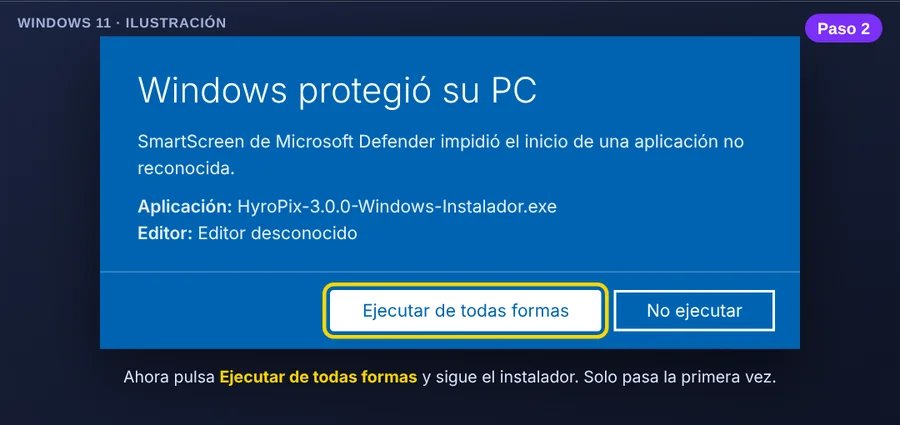 WINDOWS 11 · ILUSTRACIÓN
Paso 2
Windows protegió su PC
SmartScreen de Microsoft Defender impidió el inicio de una aplicación no
reconocida.
Aplicación: HyroPix-3.0.0-Windows-Instalador.exe
Editor: Editor desconocido
Ejecutar de todas formas
No ejecutar
Ahora pulsa Ejecutar de todas formas y sigue el instalador. Solo pasa la primera vez.